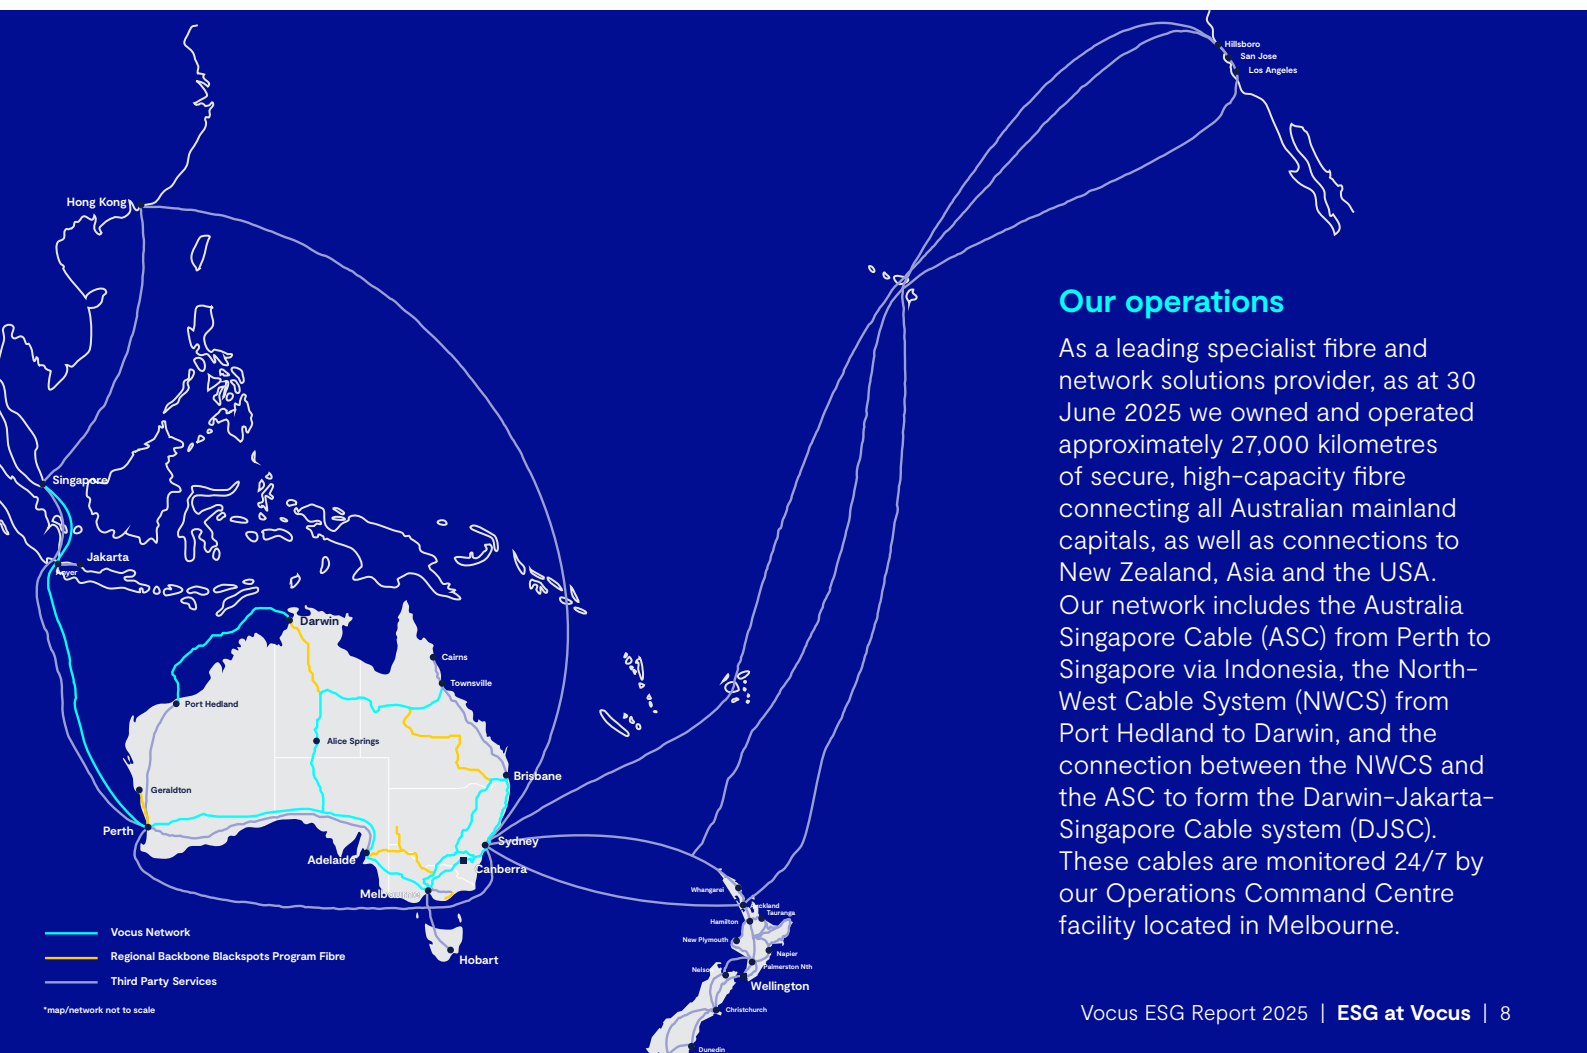 Hillsboro
San Jose
Los Angeles
Hong Kong
Singapore
Jakarta
Anyer
Darwin
Cairns
Townsville
Port Hedland
Alice Springs
Brisbane
Geraldton
Perth
Sydney
Adelaide
Canberra
Melbourne
Hobart
Whangarei
Auckland
Tauranga
Hamilton
New Plymouth
Napier
Palmerston Nth
Nelson
Wellington
Christchurch
Dunedin
Vocus Network
Regional Backbone Blackspots Program Fibre
Third Party Services
*map/network not to scale
Our operations
As a leading specialist fibre and
network solutions provider, as at 30
June 2025 we owned and operated
approximately 27,000 kilometres
of secure, high-capacity fibre
connecting all Australian mainland
capitals, as well as connections to
New Zealand, Asia and the USA.
Our network includes the Australia
Singapore Cable (ASC) from Perth to
Singapore via Indonesia, the North-
West Cable System (NWCS) from
Port Hedland to Darwin, and the
connection between the NWCS and
the ASC to form the Darwin-Jakarta-
Singapore Cable system (DJSC).
These cables are monitored 24/7 by
our Operations Command Centre
facility located in Melbourne.
Vocus ESG Report 2025 | ESG at Vocus | 8